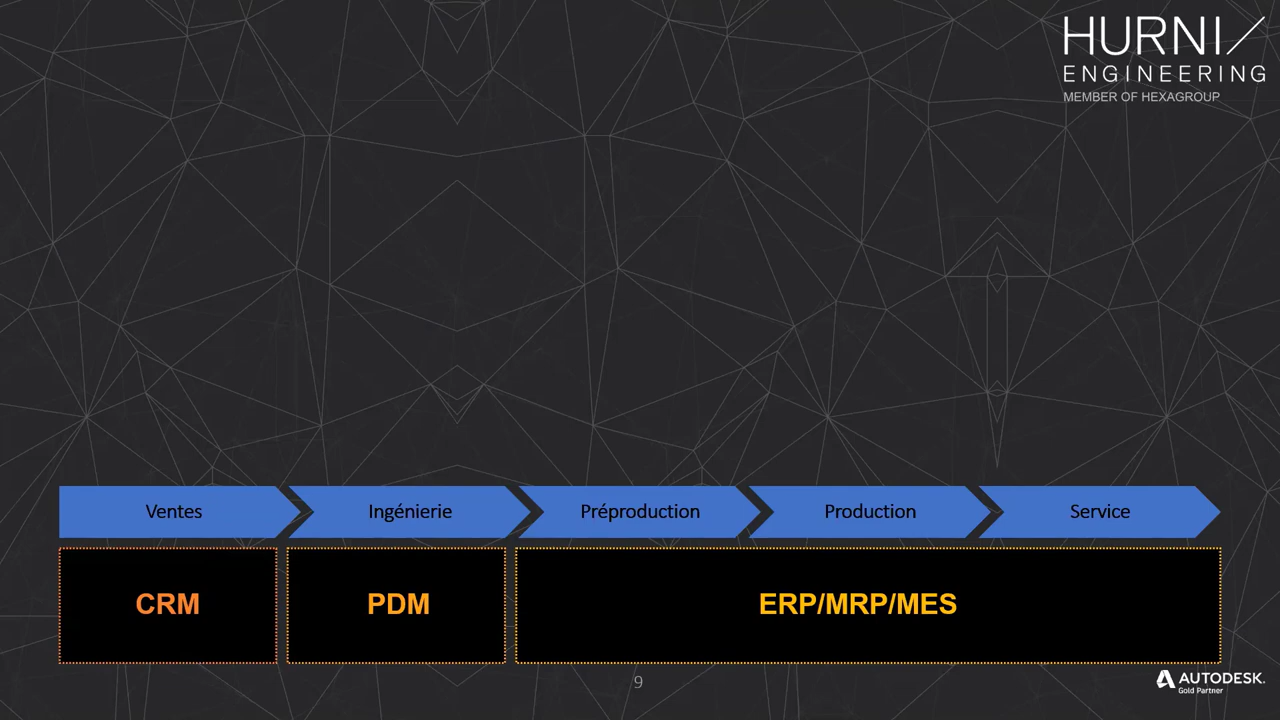 HURNI/
ENGINEERING
MEMBER OF HEXAGROUP
Ventes
Ingénierie
Préproduction
Production
Service
CRM
PDM
ERP/MRP/MES
9
AUTODESK.
Gold Partner